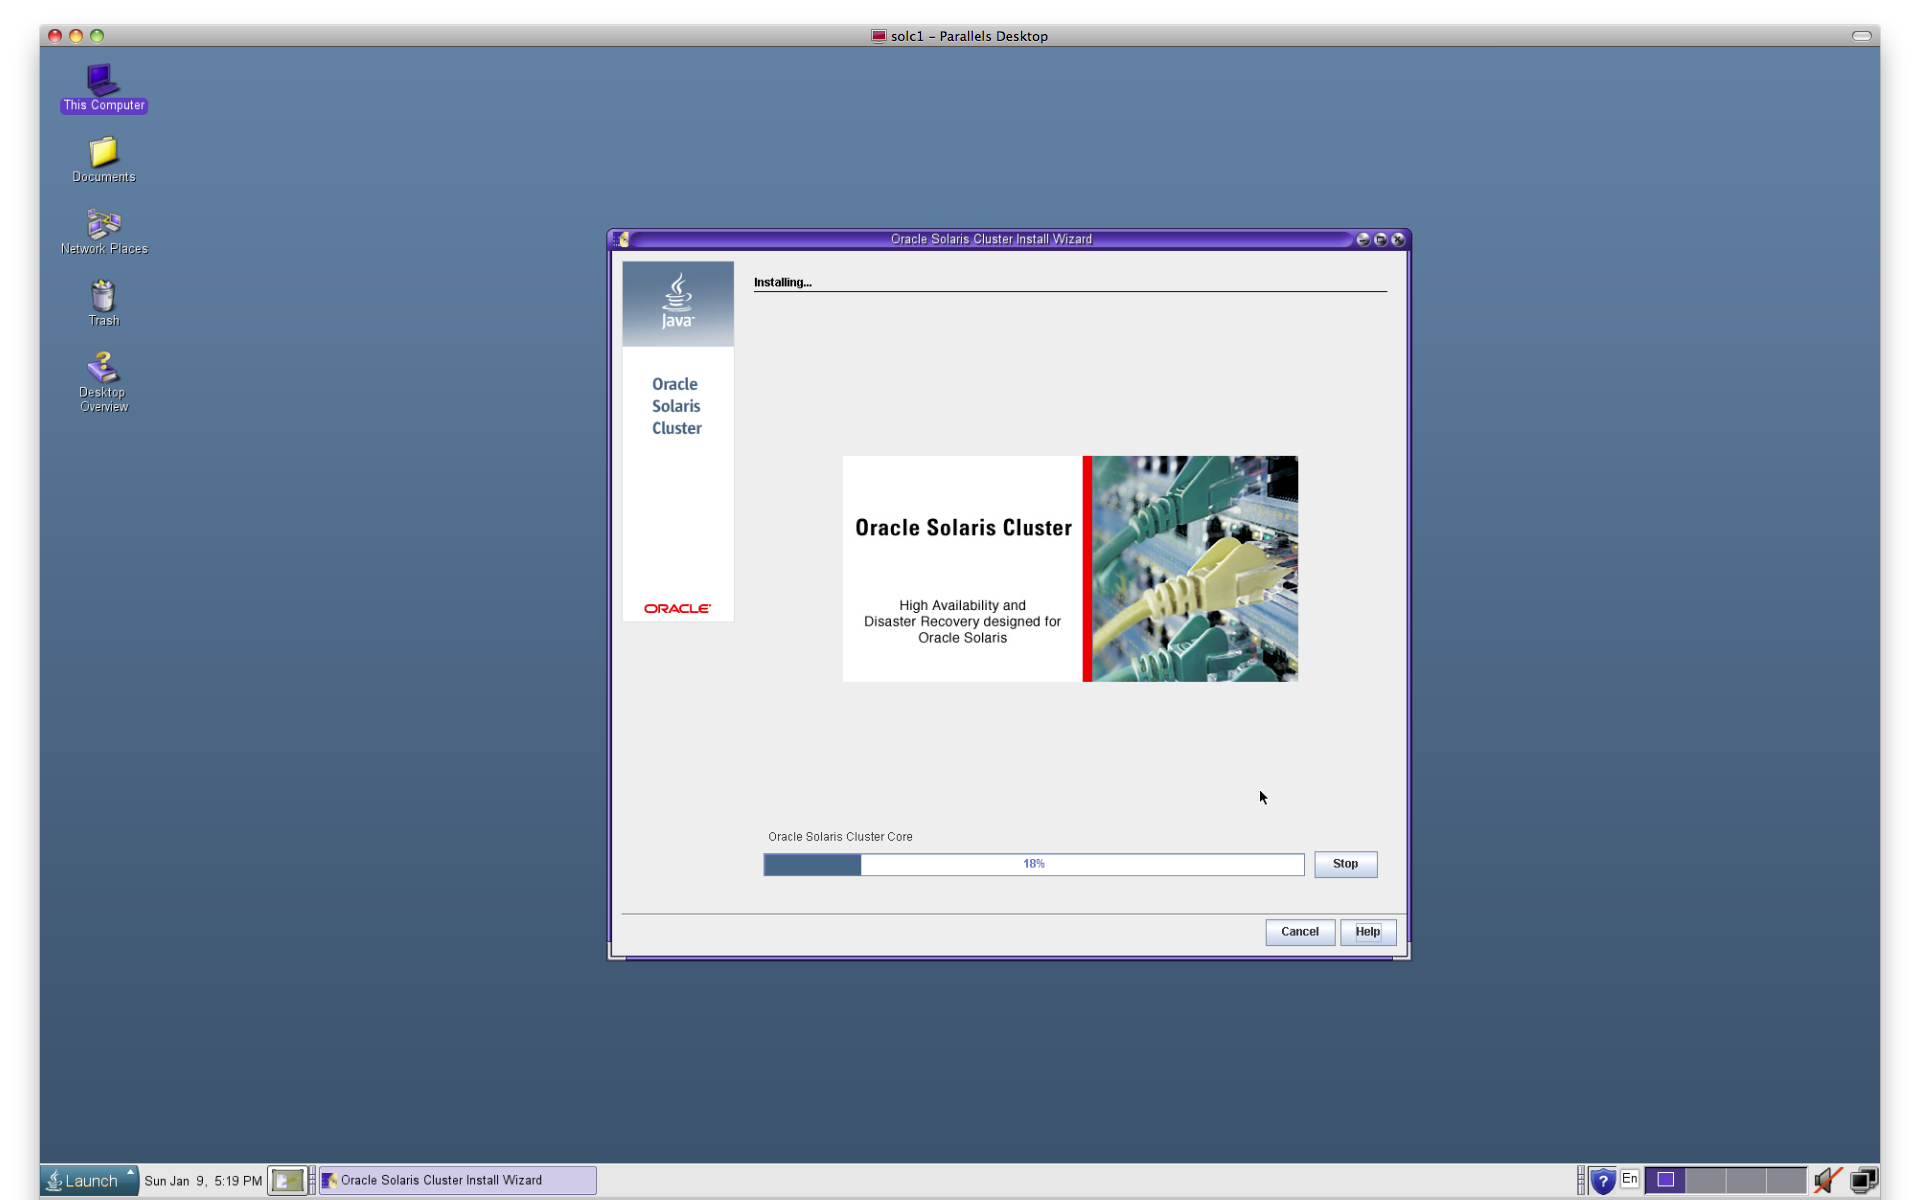 solc1 – Parallels Desktop
This Computer
Documents
Network Places
Trash
Desktop
Overview
Oracle Solaris Cluster Install Wizard
Java™
Oracle
Solaris
Cluster
ORACLE®
Installing...
Oracle Solaris Cluster
High Availability and
Disaster Recovery designed for
Oracle Solaris
Oracle Solaris Cluster Core
18%
Stop
Cancel
Help
Launch
Sun Jan 9, 5:19 PM
Oracle Solaris Cluster Install Wizard
?
En